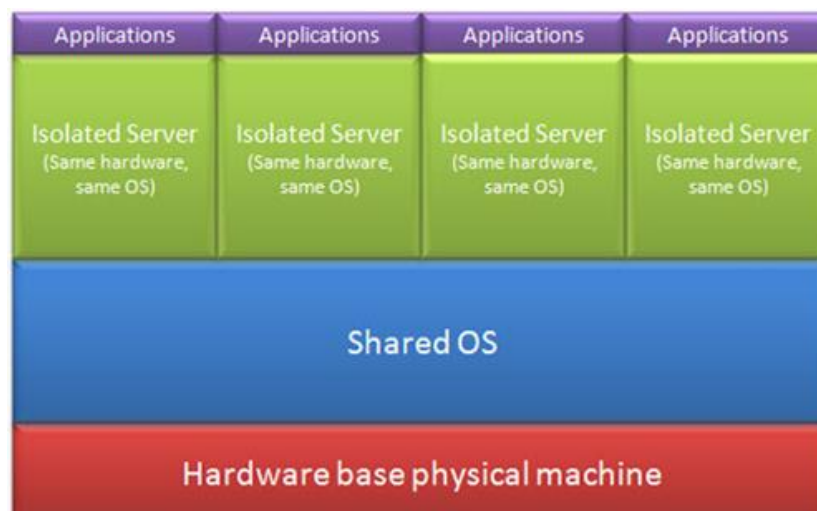 Applications Applications Applications Applications
Isolated Server Isolated Server Isolated Server Isolated Server
(Same hardware, (Same hardware, (Same hardware, (Same hardware,
same OS) same OS) same OS) same OS)
Shared OS
Hardware base physical machine